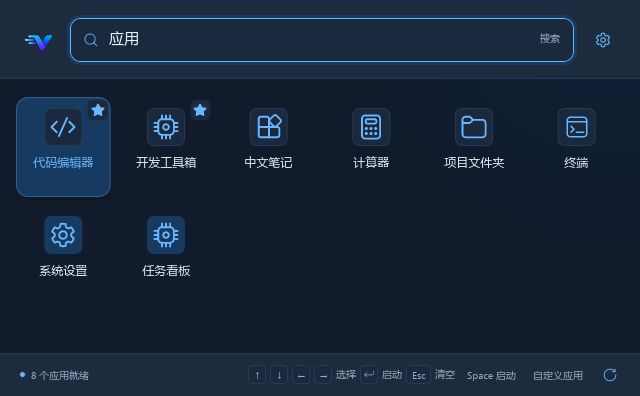 应用 搜索
代码编辑器 开发工具箱 中文笔记 计算器 项目文件夹 终端
系统设置 任务看板
8 个应用就绪 ↑ ↓ ← → 选择 ↵ 启动 Esc 清空 Space 启动 自定义应用